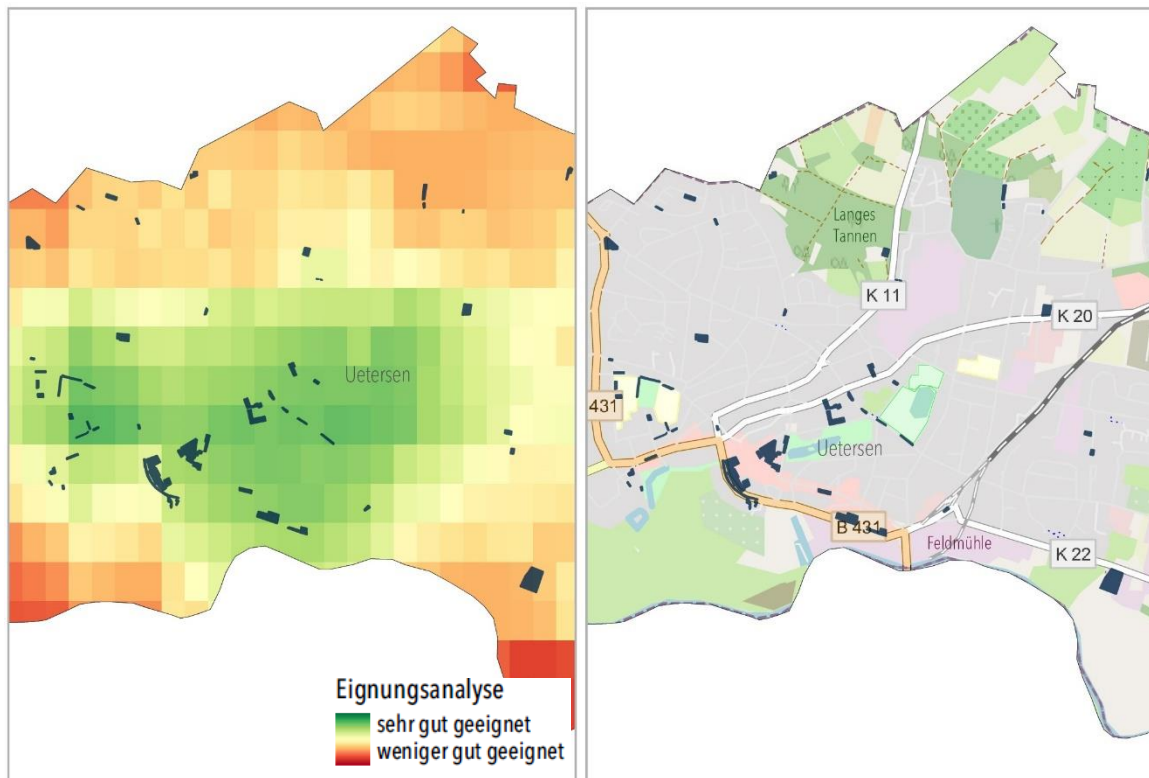 Uetersen
Eignungsanalyse
sehr gut geeignet
weniger gut geeignet
Langes
Tannen
K 11
K 20
431
Uetersen
B 431
Feldmühle
K 22